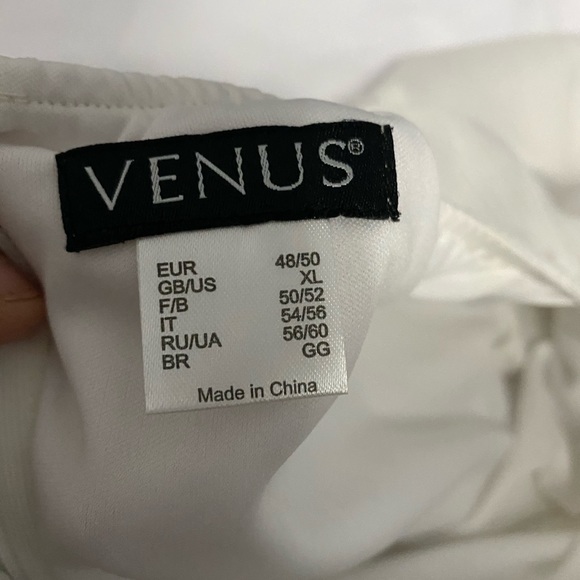 VENUS®
EUR 48/50
GB/US XL
F/B 50/52
IT 54/56
RU/UA 56/60
BR GG
Made in China